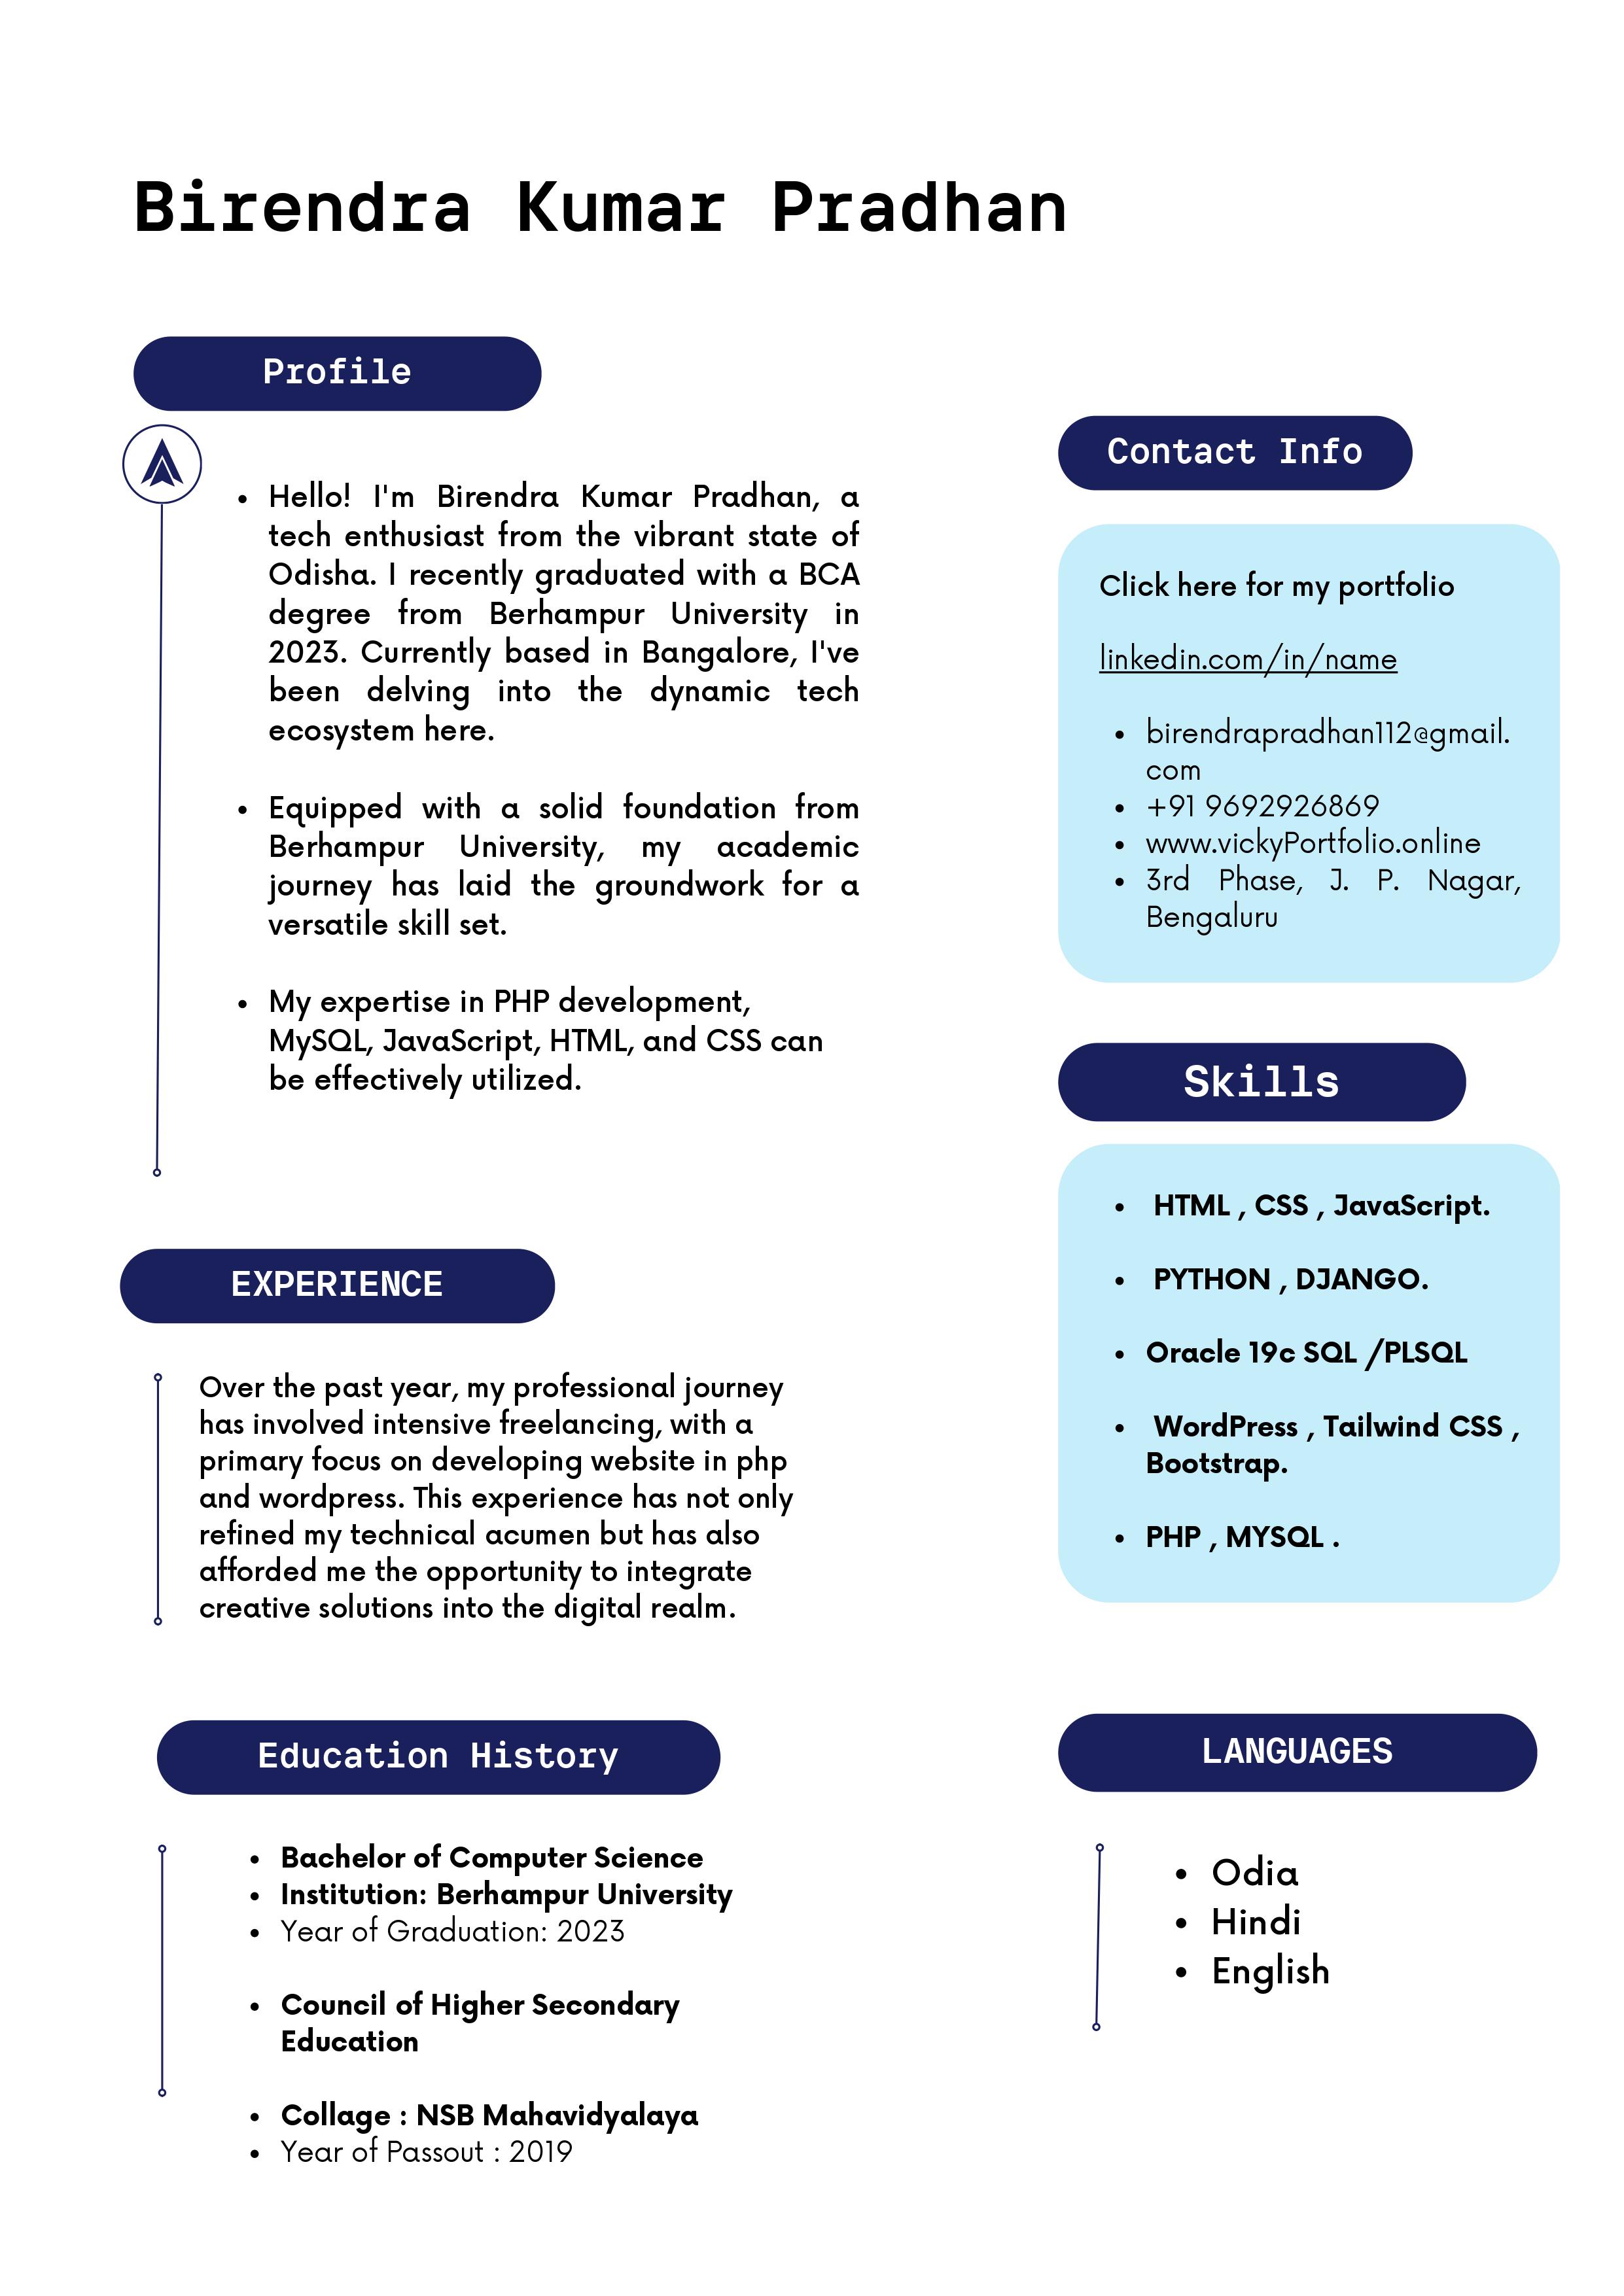 Birendra Kumar Pradhan
Profile
• Hello! I'm Birendra Kumar Pradhan, a
tech enthusiast from the vibrant state of
Odisha. I recently graduated with a BCA
degree from Berhampur University in
2023. Currently based in Bangalore, I've
been delving into the dynamic tech
ecosystem here.
• Equipped with a solid foundation from
Berhampur University, my academic
journey has laid the groundwork for a
versatile skill set.
• My expertise in PHP development,
MySQL, JavaScript, HTML, and CSS can
be effectively utilized.
EXPERIENCE
Over the past year, my professional journey
has involved intensive freelancing, with a
primary focus on developing website in php
and wordpress. This experience has not only
refined my technical acumen but has also
afforded me the opportunity to integrate
creative solutions into the digital realm.
Education History
• Bachelor of Computer Science
• Institution: Berhampur University
• Year of Graduation: 2023
• Council of Higher Secondary
Education
• Collage : NSB Mahavidyalaya
• Year of Passout : 2019
Contact Info
Click here for my portfolio
linkedin.com/in/name
• birendrapradhan112@gmail.
com
• +91 9692926869
• www.vickyPortfolio.online
• 3rd Phase, J. P. Nagar,
Bengaluru
Skills
• HTML , CSS , JavaScript.
• PYTHON , DJANGO.
• Oracle 19c SQL /PLSQL
• WordPress , Tailwind CSS ,
Bootstrap.
• PHP , MYSQL .
LANGUAGES
• Odia
• Hindi
• English